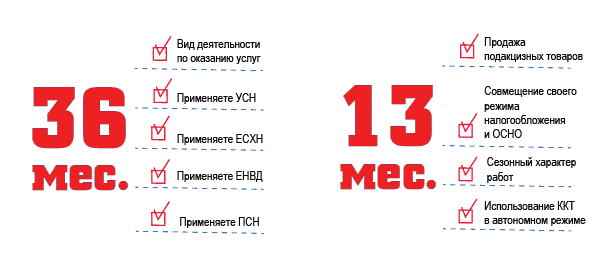 36
мес.
Вид деятельности
по оказанию услуг
Применяете УСН
Применяете ЕСХН
Применяете ЕНВД
Применяете ПСН
13
мес.
Продажа
подакцизных товаров
Совмещение своего
режима
налогообложения
и ОСНО
Сезонный характер
работ
Использование ККТ
в автономном режиме